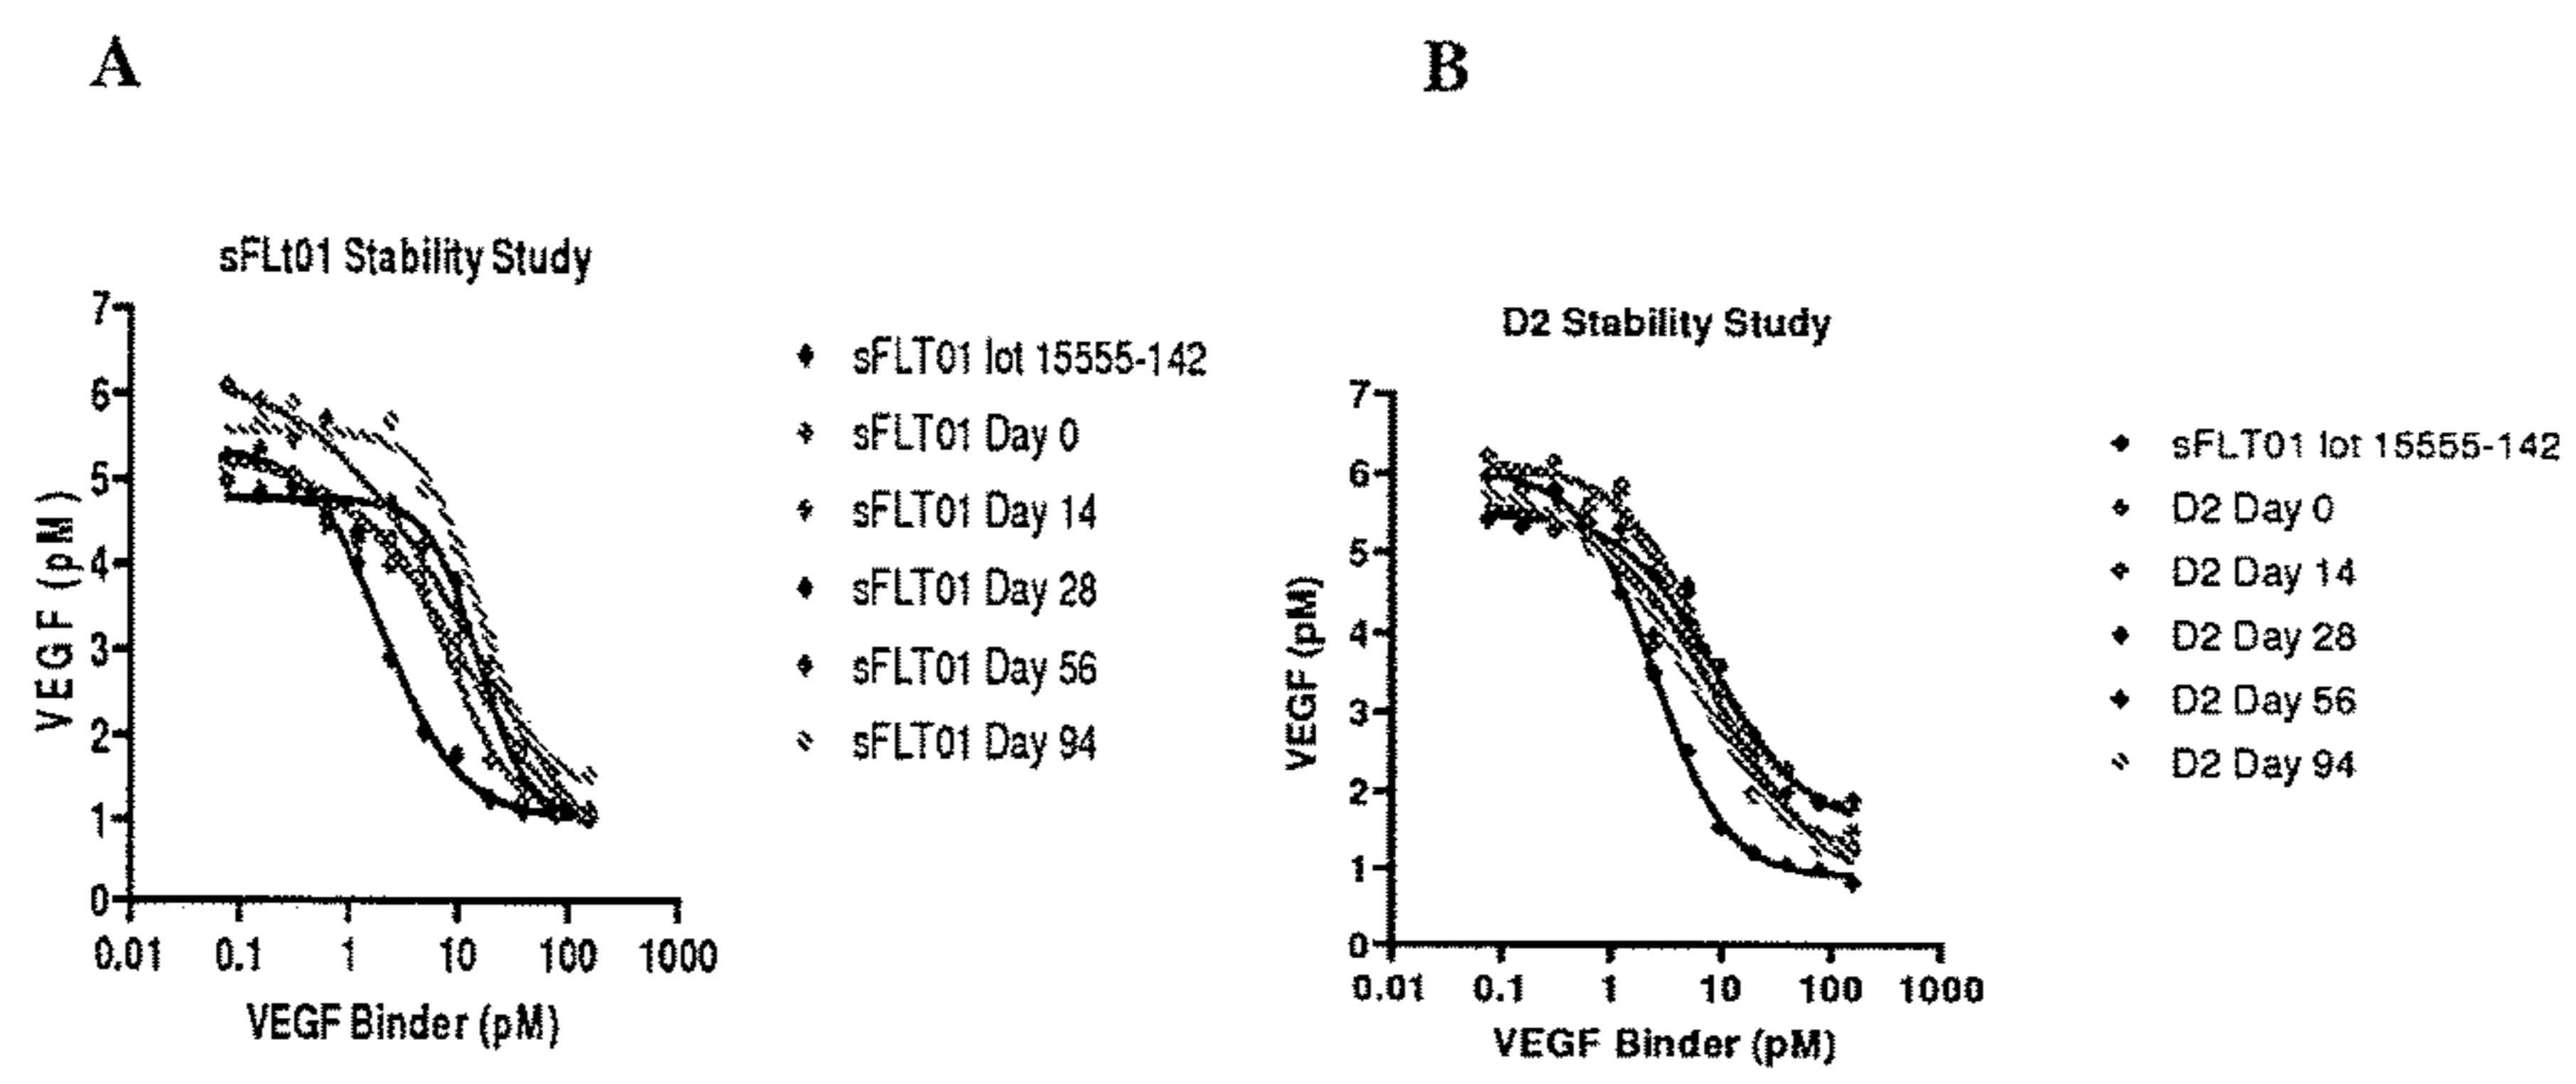 A
B
sFLt01 Stability Study
7
6
5
4
3
2
1
0
VEGF (pM)
0.01 0.1 1 10 100 1000
VEGF Binder (pM)
sFLT01 lot 15555-142
sFLT01 Day 0
sFLT01 Day 14
sFLT01 Day 28
sFLT01 Day 56
sFLT01 Day 94
D2 Stability Study
7
6
5
4
3
2
1
0
VEGF (pM)
0.01 0.1 1 10 100 1000
VEGF Binder (pM)
sFLT01 lot 15555-142
D2 Day 0
D2 Day 14
D2 Day 28
D2 Day 56
D2 Day 94